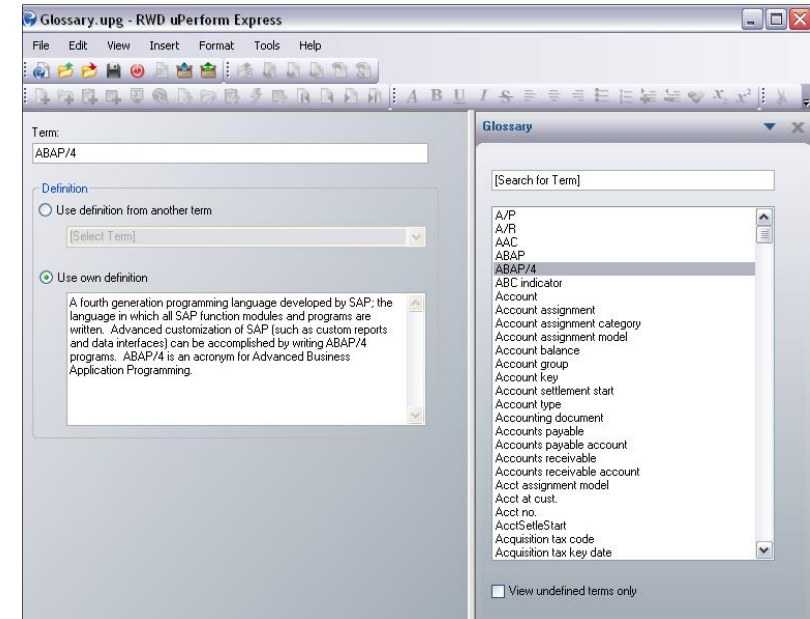 Glossary.upg - RWD uPerform Express
File Edit View Insert Format Tools Help
A B U I S X, x²
Term:
ABAP/4
Definition
Use definition from another term
[Select Term]
Use own definition
A fourth generation programming language developed by SAP; the
language in which all SAP function modules and programs are
written. Advanced customization of SAP (such as custom reports
and data interfaces) can be accomplished by writing ABAP/4
programs. ABAP/4 is an acronym for Advanced Business
Application Programming.
Glossary
[Search for Term]
A/P
A/R
AAC
ABAP
ABAP/4
ABC indicator
Account
Account assignment
Account assignment category
Account assignment model
Account balance
Account group
Account key
Account settlement start
Account type
Accounting document
Accounts payable
Accounts payable account
Accounts receivable
Accounts receivable account
Acct assignment model
Acct at cust.
Acct no.
AcctSetleStart
Acquisition tax code
Acquisition tax key date
View undefined terms only